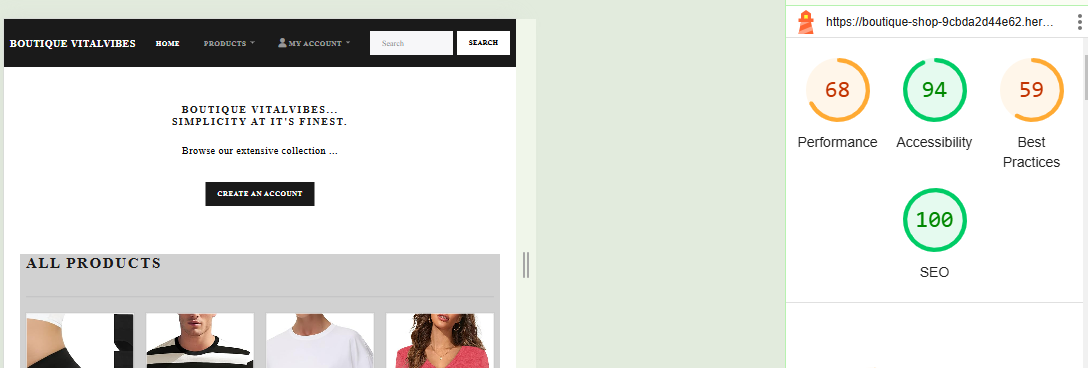 BOUTIQUE VITALVIBES HOME PRODUCTS MY ACCOUNT Search SEARCH
BOUTIQUE VITALVIBES...
SIMPLICITY AT IT'S FINEST.
Browse our extensive collection ...
CREATE AN ACCOUNT
ALL PRODUCTS
https://boutique-shop-9cbda2d44e62.her...
68 94 59
Performance Accessibility Best
Practices
100
SEO